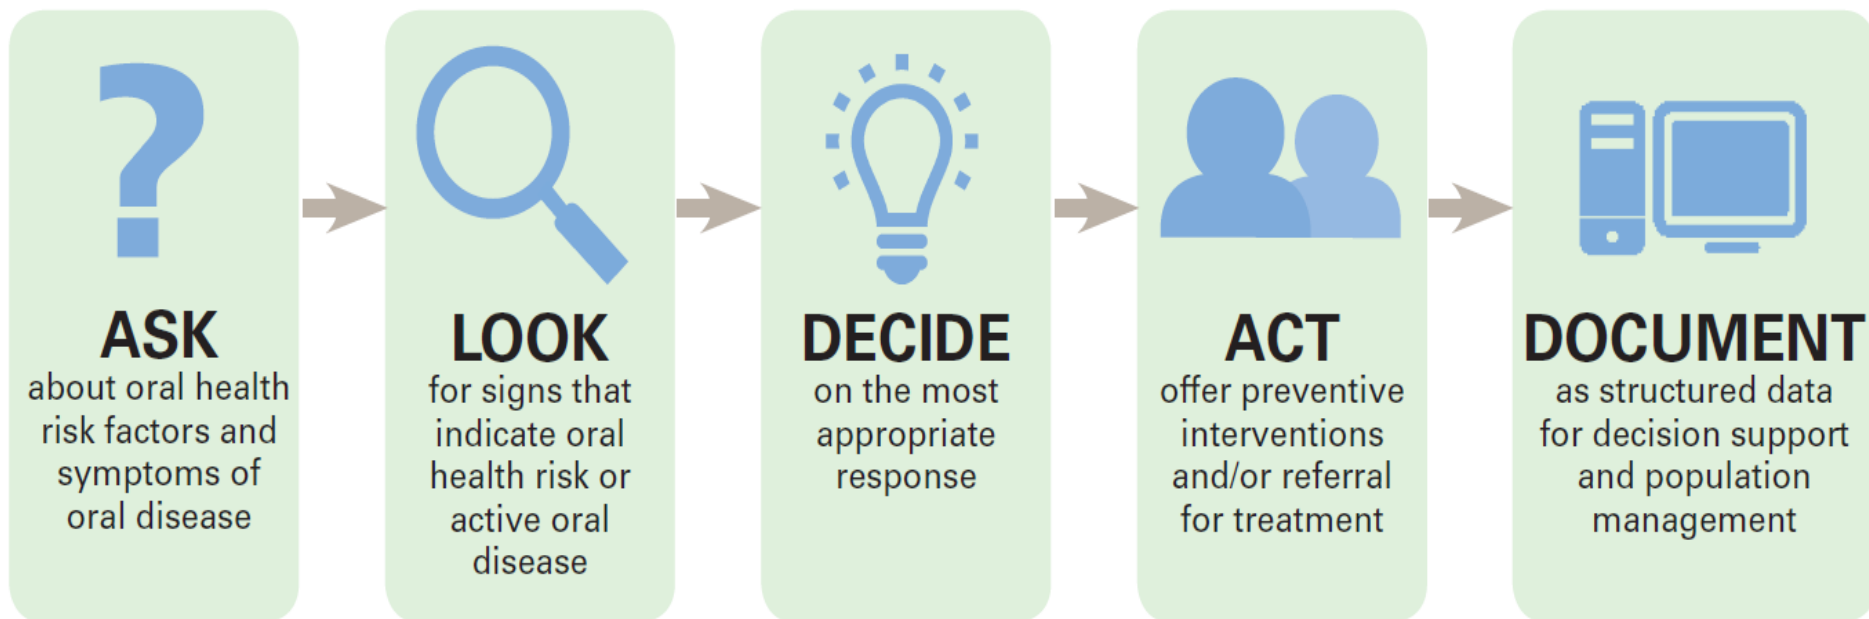 ASK
about oral health
risk factors and
symptoms of
oral disease
LOOK
for signs that
indicate oral
health risk or
active oral
disease
DECIDE
on the most
appropriate
response
ACT
offer preventive
interventions
and/or referral
for treatment
DOCUMENT
as structured data
for decision support
and population
management